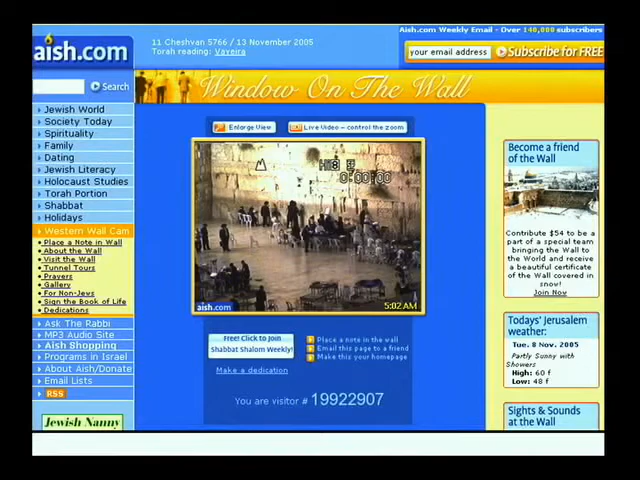 aish.com
11 Cheshvan 5766 / 13 November 2005
Torah reading: Vayeira
Aish.com Weekly Email - Over 140,000 subscribers
your email address
Subscribe for FREE
Search
Window On The Wall
Jewish World
Society Today
Spirituality
Family
Dating
Jewish Literacy
Holocaust Studies
Torah Portion
Shabbat
Holidays
Western Wall Cam
Place a Note in Wall
About the Wall
Visit the Wall
Tunnel Tours
Prayers
Gallery
For Non-Jews
Sign the Book of Life
Dedications
Ask The Rabbi
MP3 Audio Site
Aish Shopping
Programs in Israel
About Aish/Donate
Email Lists
RSS
Jewish Nanny
Enlarge View
Live Video - control the zoom
Hi8
0:00:00
aish.com
5:02AM
Free! Click to Join
Shabbat Shalom Weekly!
Place a note in the wall
Email this page to a friend
Make this your homepage
Make a dedication
You are visitor # 19922907
Become a friend
of the Wall
Contribute $54 to be a
part of a special team
bringing the Wall to
the World and receive
a beautiful certificate
of the Wall covered in
snow!
Join Now
Todays' Jerusalem
weather:
Tue. 8 Nov. 2005
Partly Sunny with
Showers
High: 60 f
Low: 48 f
Sights & Sounds
at the Wall